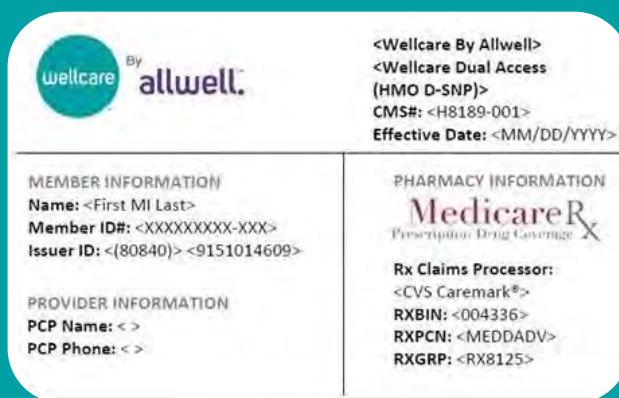 wellcare
By
allwell.
<Wellcare By Allwell>
<Wellcare Dual Access
(HMO D-SNP)>
CMS#: <H8189-001>
Effective Date: <MM/DD/YYYY>
MEMBER INFORMATION
Name: <First MI Last>
Member ID#: <XXXXXXXXX-XXX>
Issuer ID: <(80840)> <9151014609>
PROVIDER INFORMATION
PCP Name: < >
PCP Phone: < >
PHARMACY INFORMATION
MedicareRx
Prescription Drug Coverage
Rx Claims Processor:
<CVS Caremark®>
RXBIN: <004336>
RXPCN: <MEDDADV>
RXGRP: <RX8125>